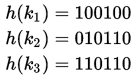 h(k₁) = 100100
h(k₂) = 010110
h(k₃) = 110110